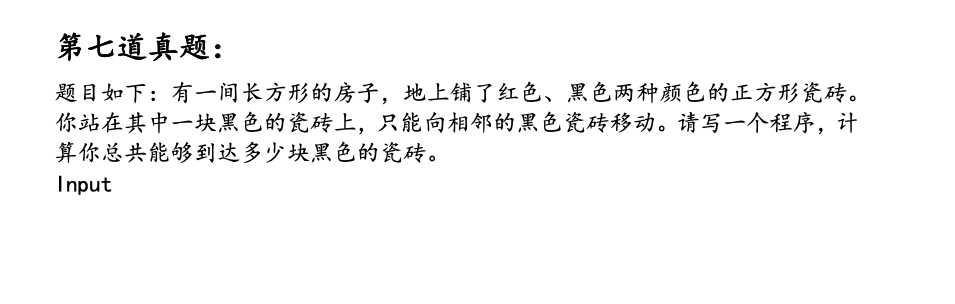 第七道真题：
题目如下：有一间长方形的房子，地上铺了红色、黑色两种颜色的正方形瓷砖。
你站在其中一块黑色的瓷砖上，只能向相邻的黑色瓷砖移动。请写一个程序，计
算你总共能够到达多少块黑色的瓷砖。
Input